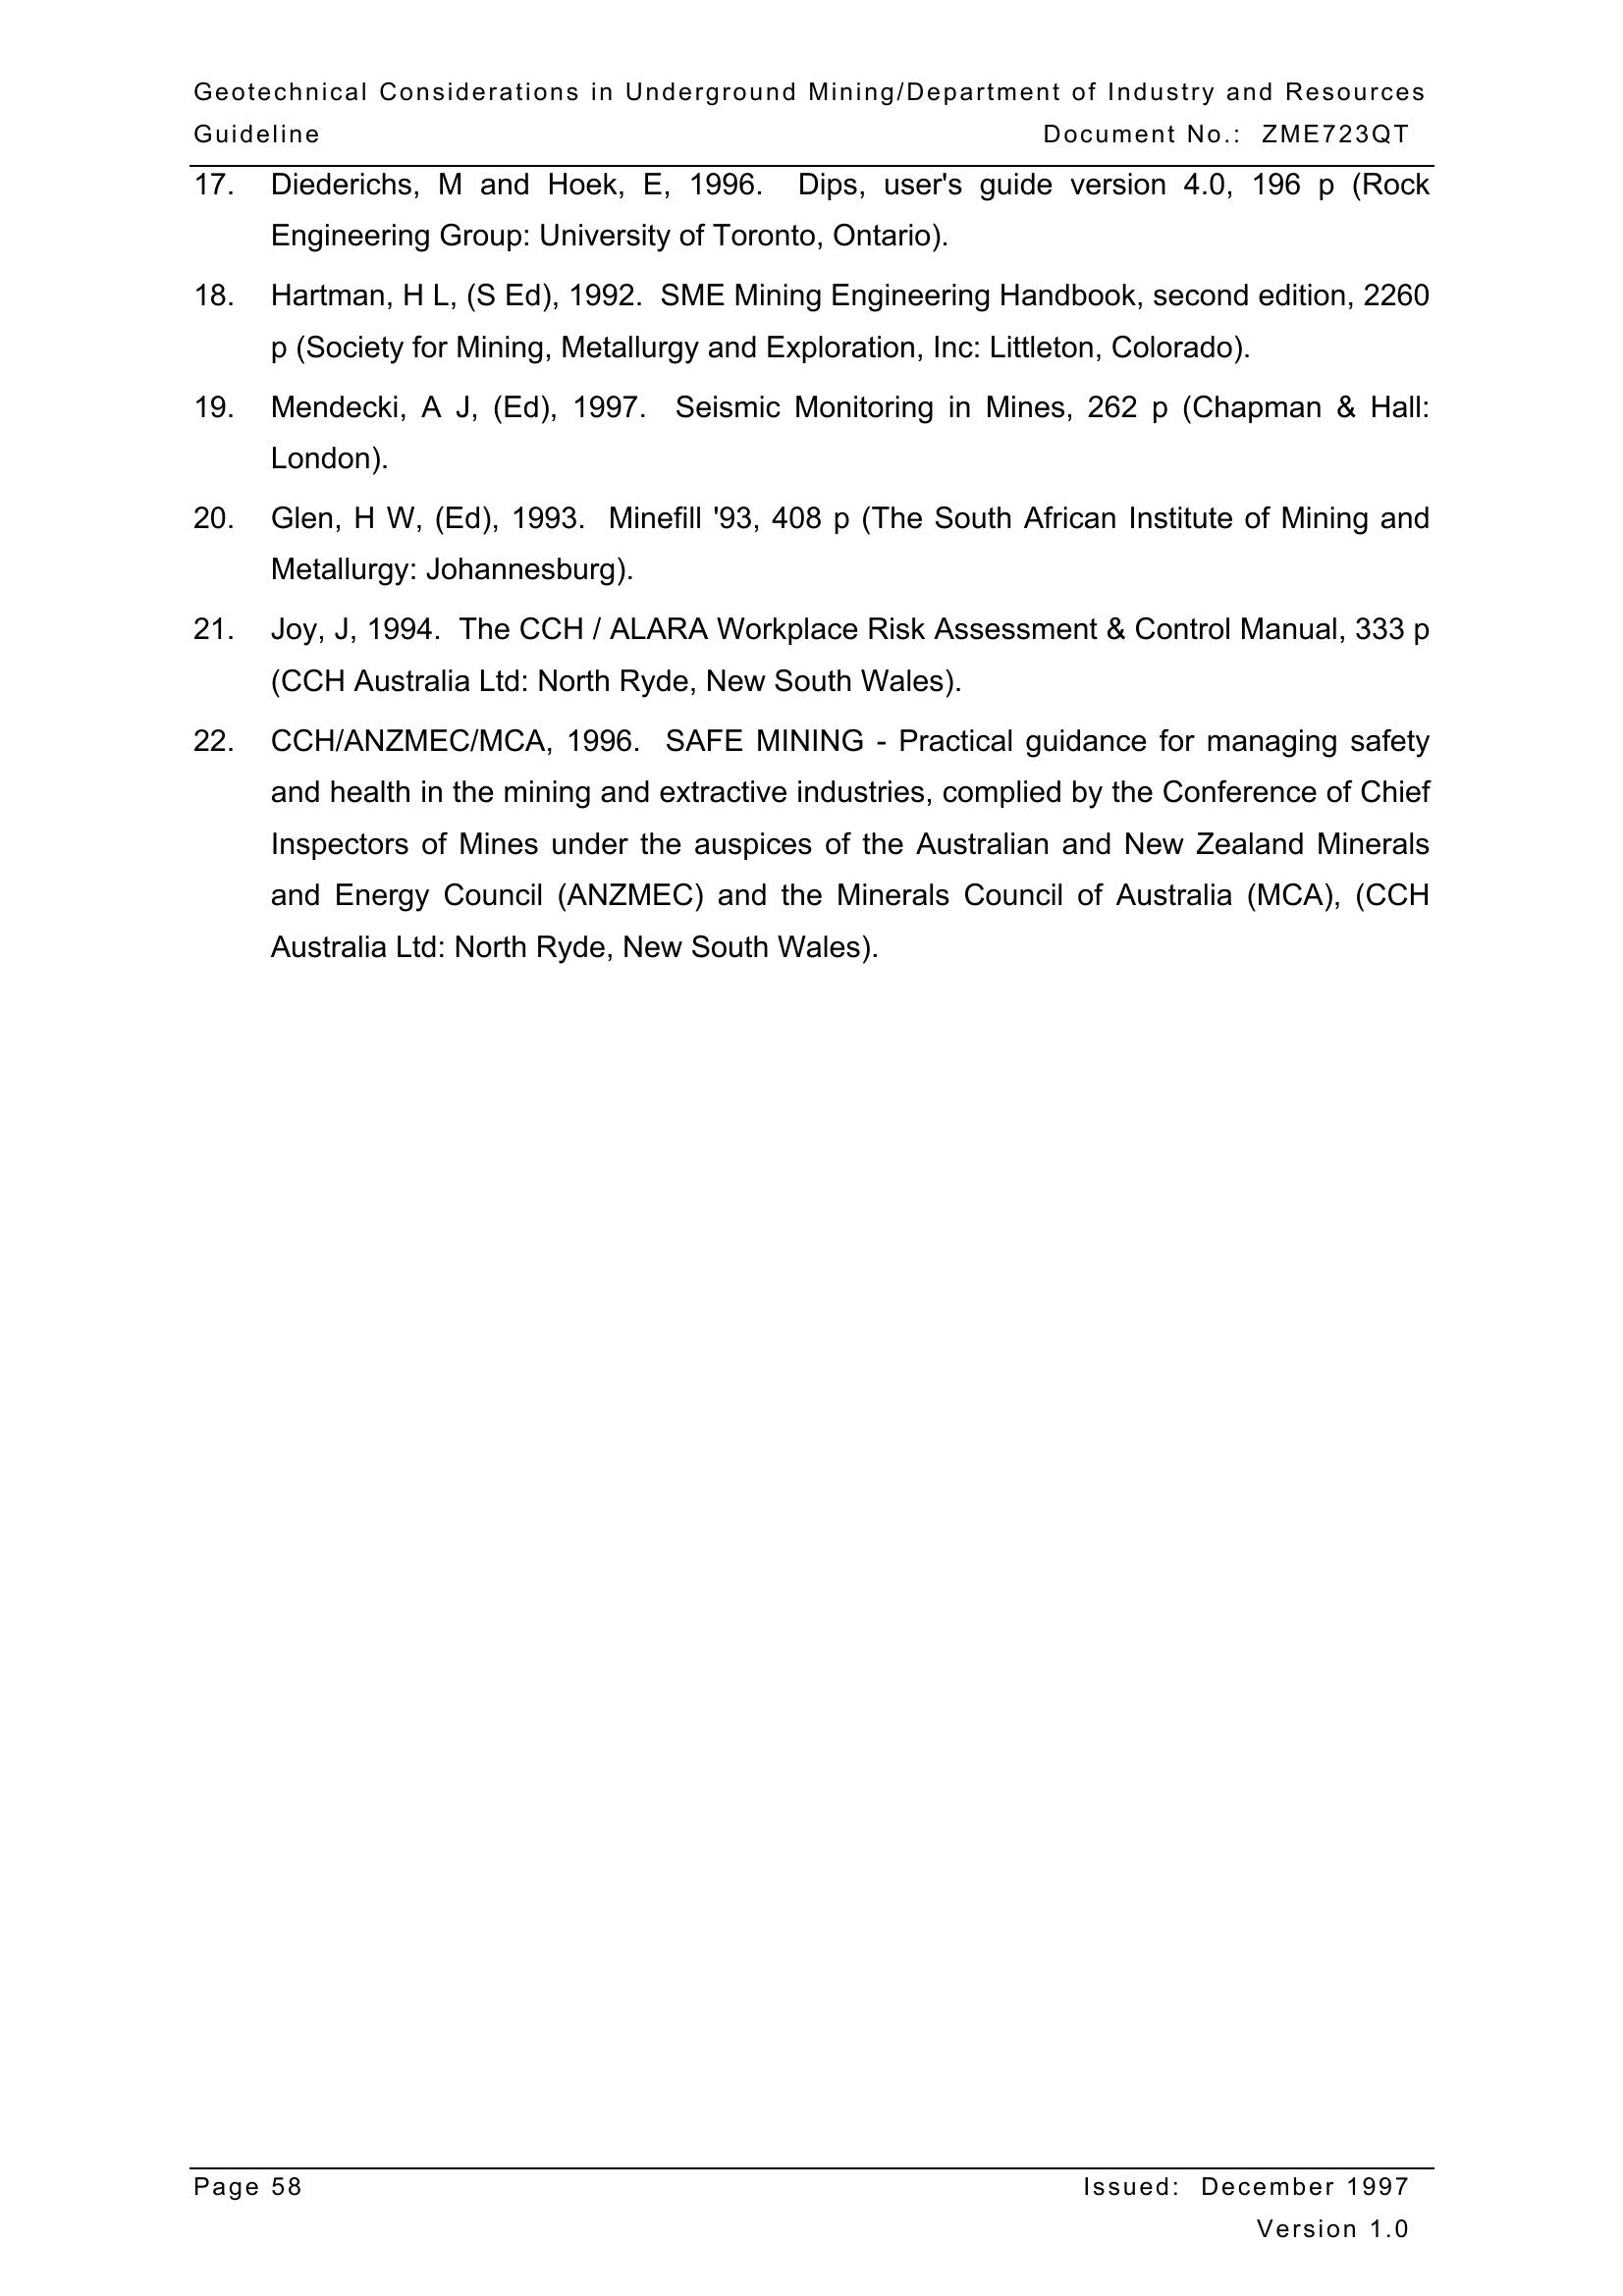 Geotechnical Considerations in Underground Mining/Department of Industry and Resources
Guideline Document No.: ZME723QT
17. Diederichs, M and Hoek, E, 1996. Dips, user's guide version 4.0, 196 p (Rock
Engineering Group: University of Toronto, Ontario).
18. Hartman, H L, (S Ed), 1992. SME Mining Engineering Handbook, second edition, 2260
p (Society for Mining, Metallurgy and Exploration, Inc: Littleton, Colorado).
19. Mendecki, A J, (Ed), 1997. Seismic Monitoring in Mines, 262 p (Chapman & Hall:
London).
20. Glen, H W, (Ed), 1993. Minefill '93, 408 p (The South African Institute of Mining and
Metallurgy: Johannesburg).
21. Joy, J, 1994. The CCH / ALARA Workplace Risk Assessment & Control Manual, 333 p
(CCH Australia Ltd: North Ryde, New South Wales).
22. CCH/ANZMEC/MCA, 1996. SAFE MINING - Practical guidance for managing safety
and health in the mining and extractive industries, complied by the Conference of Chief
Inspectors of Mines under the auspices of the Australian and New Zealand Minerals
and Energy Council (ANZMEC) and the Minerals Council of Australia (MCA), (CCH
Australia Ltd: North Ryde, New South Wales).
Page 58 Issued: December 1997
Version 1.0